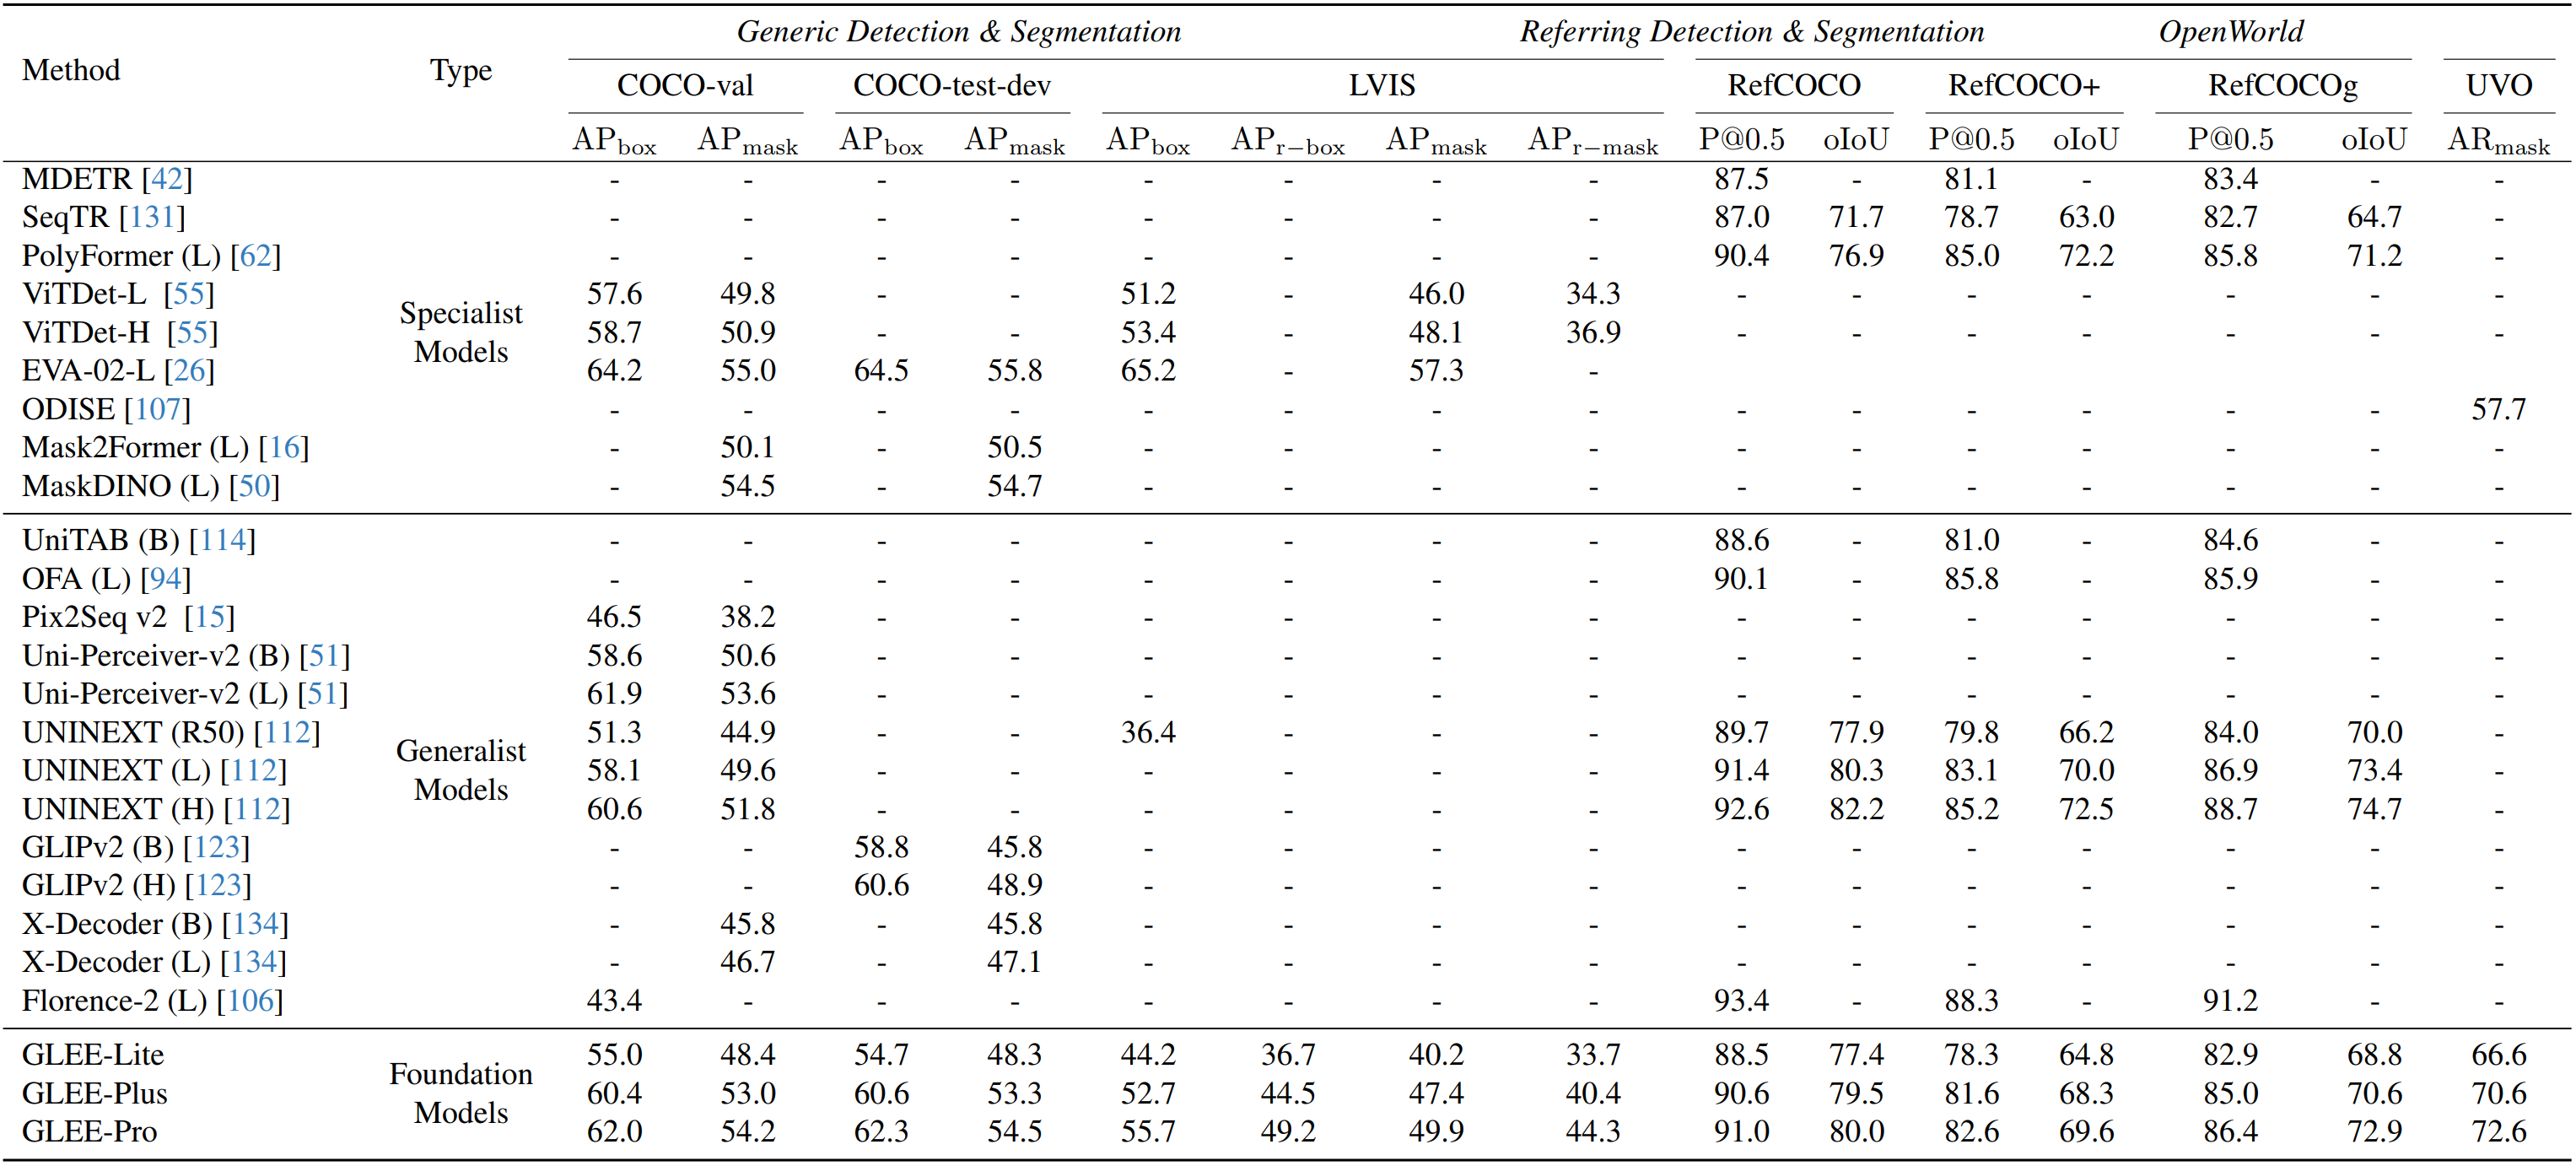 Method Type Generic Detection & Segmentation Referring Detection & Segmentation OpenWorld
COCO-val COCO-test-dev LVIS RefCOCO RefCOCO+ RefCOCOg UVO
APbox APmask APbox APmask APbox APr−box APmask APr−mask P@0.5 oIoU P@0.5 oIoU P@0.5 oIoU ARmask
MDETR [42] - - - - - - - - 87.5 - 81.1 - 83.4 - -
SeqTR [131] - - - - - - - - 87.0 71.7 78.7 63.0 82.7 64.7 -
PolyFormer (L) [62] - - - - - - - - 90.4 76.9 85.0 72.2 85.8 71.2 -
ViTDet-L [55] 57.6 49.8 - - 51.2 - 46.0 34.3 - - - - - - -
Specialist Models
ViTDet-H [55] 58.7 50.9 - - 53.4 - 48.1 36.9 - - - - - - -
EVA-02-L [26] 64.2 55.0 64.5 55.8 65.2 - 57.3 - - - - - - - -
ODISE [107] - - - - - - - - - - - - - - 57.7
Mask2Former (L) [16] - 50.1 - 50.5 - - - - - - - - - - -
MaskDINO (L) [50] - 54.5 - 54.7 - - - - - - - - - - -
UniTAB (B) [114] - - - - - - - - 88.6 - 81.0 - 84.6 - -
OFA (L) [94] - - - - - - - - 90.1 - 85.8 - 85.9 - -
Pix2Seq v2 [15] 46.5 38.2 - - - - - - - - - - - - -
Uni-Perceiver-v2 (B) [51] 58.6 50.6 - - - - - - - - - - - - -
Uni-Perceiver-v2 (L) [51] 61.9 53.6 - - - - - - - - - - - - -
UNINEXT (R50) [112] 51.3 44.9 - - 36.4 - - - 89.7 77.9 79.8 66.2 84.0 70.0 -
Generalist Models
UNINEXT (L) [112] 58.1 49.6 - - - - - - 91.4 80.3 83.1 70.0 86.9 73.4 -
UNINEXT (H) [112] 60.6 51.8 - - - - - - 92.6 82.2 85.2 72.5 88.7 74.7 -
GLIPv2 (B) [123] - - 58.8 45.8 - - - - - - - - - - -
GLIPv2 (H) [123] - - 60.6 48.9 - - - - - - - - - - -
X-Decoder (B) [134] - 45.8 - 45.8 - - - - - - - - - - -
X-Decoder (L) [134] - 46.7 - 47.1 - - - - - - - - - - -
Florence-2 (L) [106] 43.4 - - - - - - - 93.4 - 88.3 - 91.2 - -
GLEE-Lite 55.0 48.4 54.7 48.3 44.2 36.7 40.2 33.7 88.5 77.4 78.3 64.8 82.9 68.8 66.6
Foundation Models
GLEE-Plus 60.4 53.0 60.6 53.3 52.7 44.5 47.4 40.4 90.6 79.5 81.6 68.3 85.0 70.6 70.6
GLEE-Pro 62.0 54.2 62.3 54.5 55.7 49.2 49.9 44.3 91.0 80.0 82.6 69.6 86.4 72.9 72.6